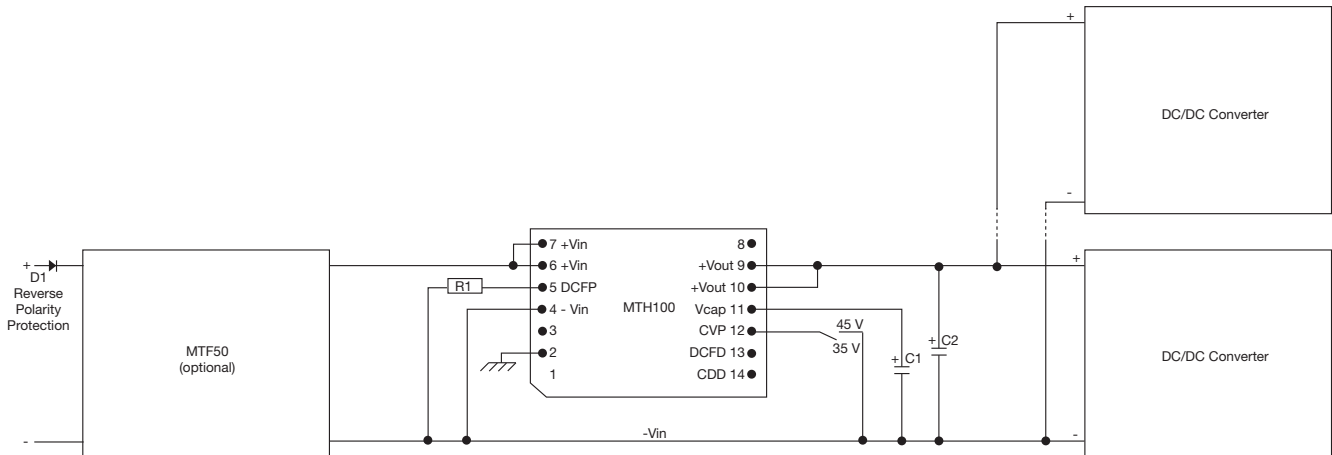 +
DC/DC Converter
-
+
D1
Reverse
Polarity
Protection
-
MTF50
(optional)
R1
7 +Vin
6 +Vin
5 DCFP
4 - Vin
3
2
1
MTH100
8
+Vout 9
+Vout 10
Vcap 11
CVP 12
DCFD 13
CDD 14
45 V
35 V
+ C1
+ C2
-Vin
+
DC/DC Converter
-